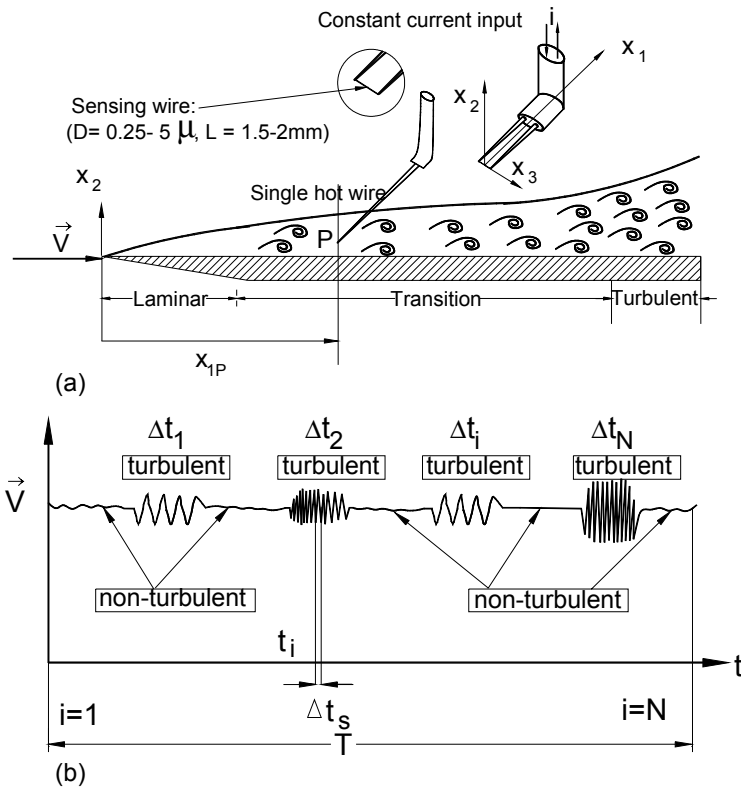 Constant current input
i
x1
Sensing wire:
(D= 0.25- 5 μ, L = 1.5-2mm)
x2
x3
x2
Single hot wire
P
V
Laminar
Transition
Turbulent
x1P
(a)
Δt1
Δt2
Δti
ΔtN
turbulent
turbulent
turbulent
turbulent
V
non-turbulent
non-turbulent
ti
t
i=1
Δts
i=N
T
(b)